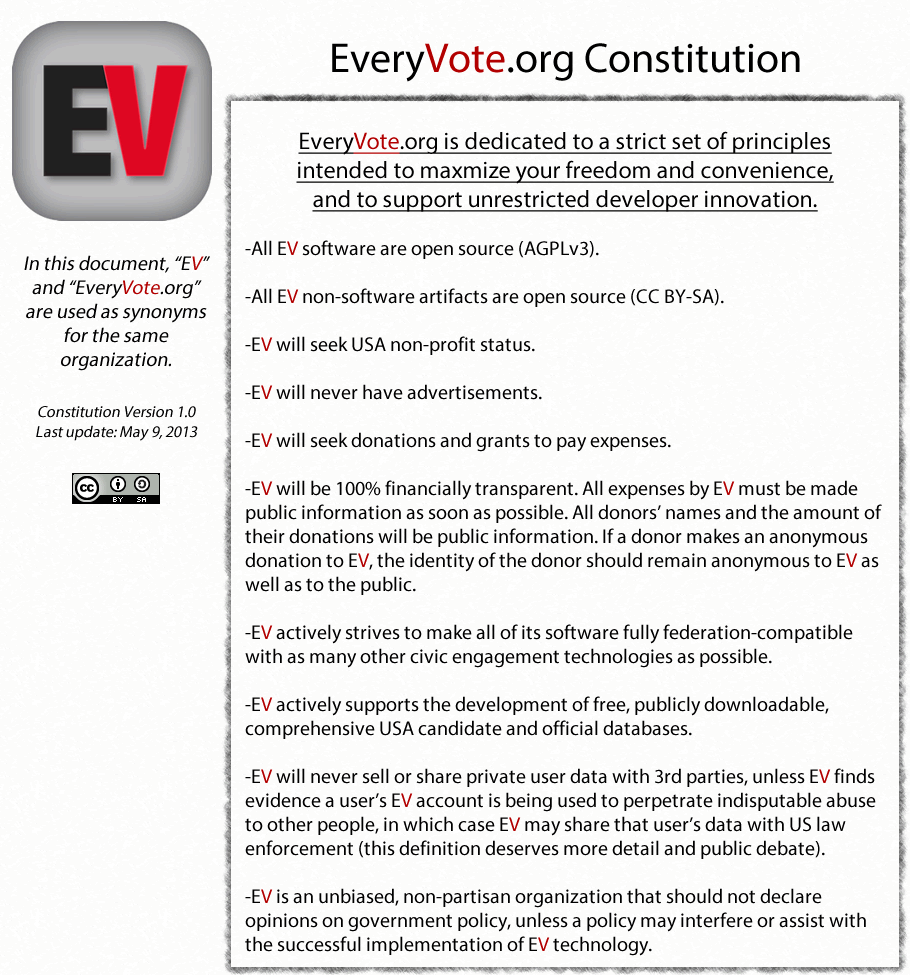 EV
EveryVote.org Constitution
In this document, “EV”
and “EveryVote.org”
are used as synonyms
for the same
organization.
Constitution Version 1.0
Last update: May 9, 2013
cc
BY SA
EveryVote.org is dedicated to a strict set of principles
intended to maxmize your freedom and convenience,
and to support unrestricted developer innovation.
-All EV software are open source (AGPLv3).
-All EV non-software artifacts are open source (CC BY-SA).
-EV will seek USA non-profit status.
-EV will never have advertisements.
-EV will seek donations and grants to pay expenses.
-EV will be 100% financially transparent. All expenses by EV must be made
public information as soon as possible. All donors’ names and the amount of
their donations will be public information. If a donor makes an anonymous
donation to EV, the identity of the donor should remain anonymous to EV as
well as to the public.
-EV actively strives to make all of its software fully federation-compatible
with as many other civic engagement technologies as possible.
-EV actively supports the development of free, publicly downloadable,
comprehensive USA candidate and official databases.
-EV will never sell or share private user data with 3rd parties, unless EV finds
evidence a user’s EV account is being used to perpetrate indisputable abuse
to other people, in which case EV may share that user’s data with US law
enforcement (this definition deserves more detail and public debate).
-EV is an unbiased, non-partisan organization that should not declare
opinions on government policy, unless a policy may interfere or assist with
the successful implementation of EV technology.